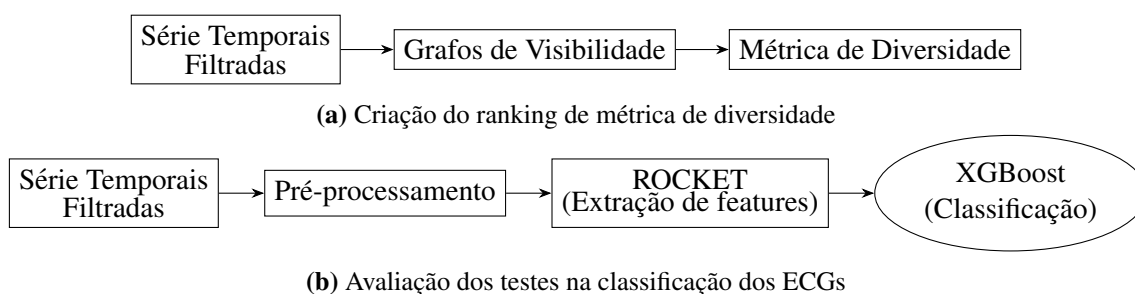 Série Temporais
Filtradas
Grafos de Visibilidade
Métrica de Diversidade
(a) Criação do ranking de métrica de diversidade
Série Temporais
Filtradas
Pré-processamento
ROCKET
(Extração de features)
XGBoost
(Classificação)
(b) Avaliação dos testes na classificação dos ECGs